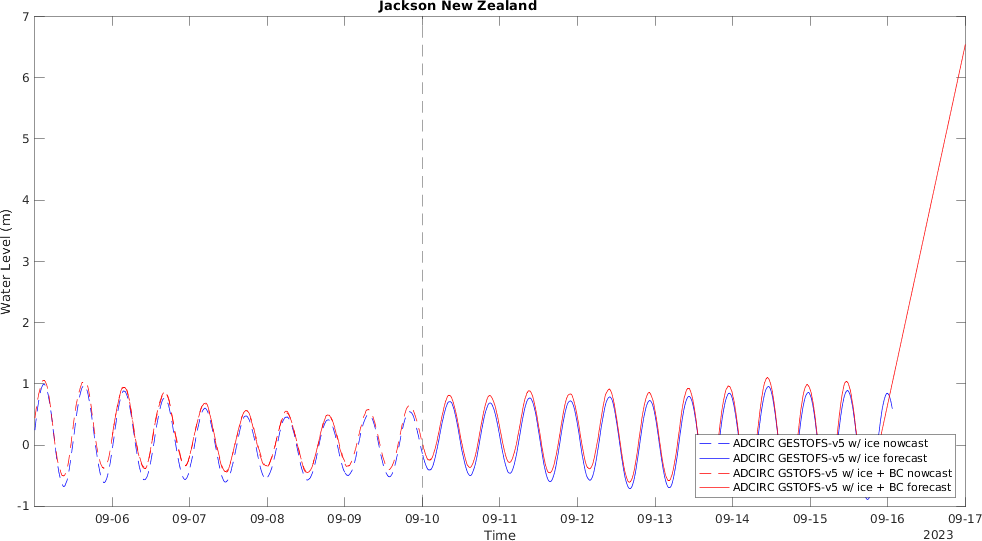 Jackson New Zealand
7
6
5
4
3
2
1
0
-1
Water Level (m)
09-06 09-07 09-08 09-09 09-10 09-11 09-12 09-13 09-14 09-15 09-16 09-17
Time
2023
ADCIRC GESTOFS-v5 w/ ice nowcast
ADCIRC GESTOFS-v5 w/ ice forecast
ADCIRC GSTOFS-v5 w/ ice + BC nowcast
ADCIRC GSTOFS-v5 w/ ice + BC forecast